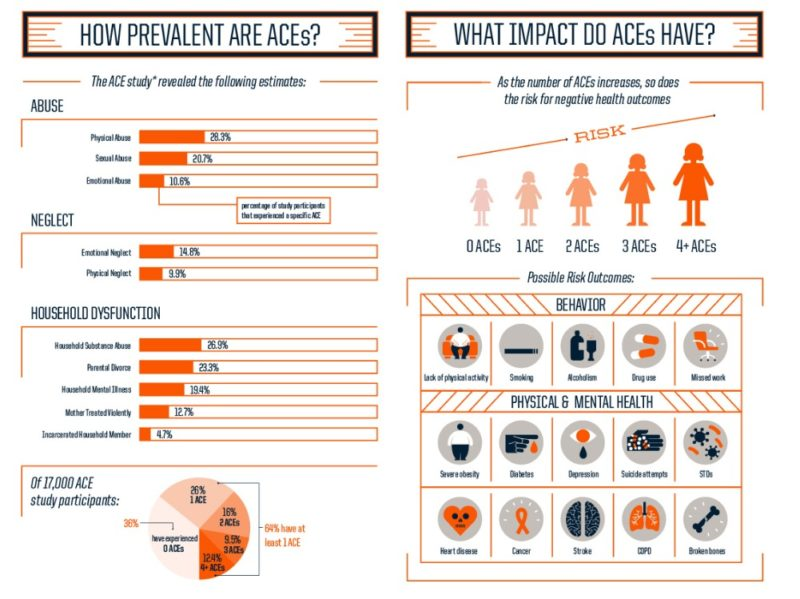 HOW PREVALENT ARE ACEs?
The ACE study* revealed the following estimates:
ABUSE
Physical Abuse 28.3%
Sexual Abuse 20.7%
Emotional Abuse 10.6%
percentage of study participants
that experienced a specific ACE
NEGLECT
Emotional Neglect 14.8%
Physical Neglect 9.9%
HOUSEHOLD DYSFUNCTION
Household Substance Abuse 26.9%
Parental Divorce 23.3%
Household Mental Illness 19.4%
Mother Treated Violently 12.7%
Incarcerated Household Member 4.7%
Of 17,000 ACE
study participants:
26%
1 ACE
16%
2 ACEs
36%
have experienced
0 ACEs
9.5%
3 ACEs
12.4%
4+ ACEs
64% have at
least 1 ACE
WHAT IMPACT DO ACEs HAVE?
As the number of ACEs increases, so does
the risk for negative health outcomes
RISK
0 ACEs 1 ACE 2 ACEs 3 ACEs 4+ ACEs
Possible Risk Outcomes:
BEHAVIOR
Lack of physical activity Smoking Alcoholism Drug use Missed work
PHYSICAL & MENTAL HEALTH
Severe obesity Diabetes Depression Suicide attempts STDs
Heart disease Cancer Stroke COPD Broken bones